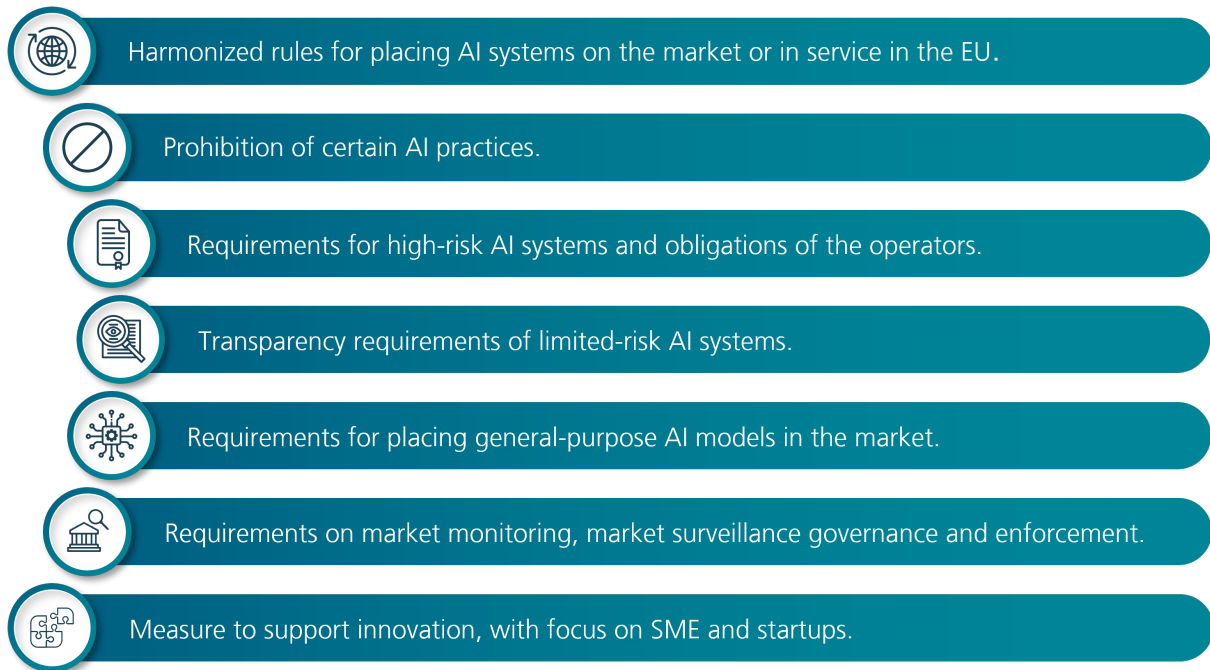 Harmonized rules for placing AI systems on the market or in service in the EU.
Prohibition of certain AI practices.
Requirements for high-risk AI systems and obligations of the operators.
Transparency requirements of limited-risk AI systems.
Requirements for placing general-purpose AI models in the market.
Requirements on market monitoring, market surveillance governance and enforcement.
Measure to support innovation, with focus on SME and startups.